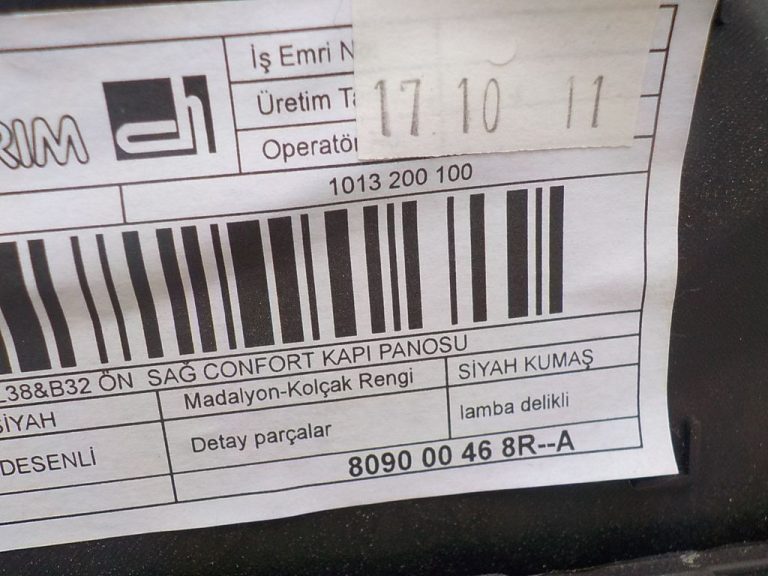 İş Emri N
Üretim Ta
17 10 11
Operatör
RIM
1013 200 100
L38&B32 ÖN SAĞ CONFORT KAPI PANOSU
SİYAH
Madalyon-Kolçak Rengi
SİYAH KUMAŞ
DESENLİ
Detay parçalar
lamba delikli
8090 00 46 8R--A